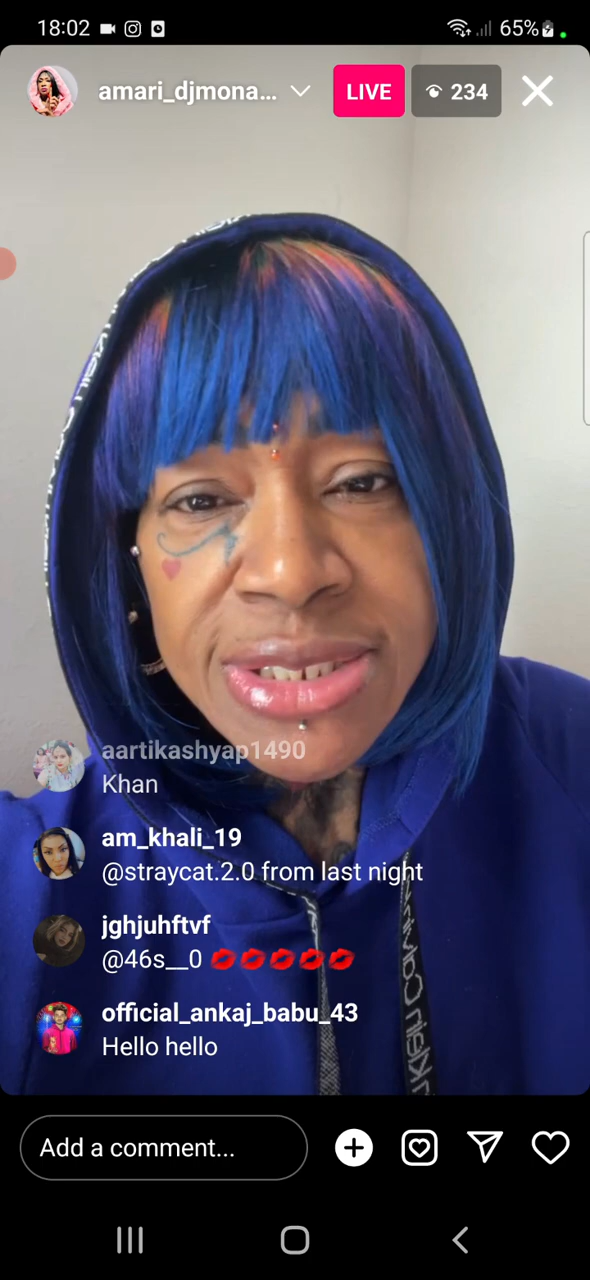 18:02
65%
amari_djmona...
LIVE
234
aartikashyap1490
Khan
am_khali_19
@straycat.2.0 from last night
jghjuhftvf
@46s__0 💋💋💋💋💋
official_ankaj_babu_43
Hello hello
Add a comment...